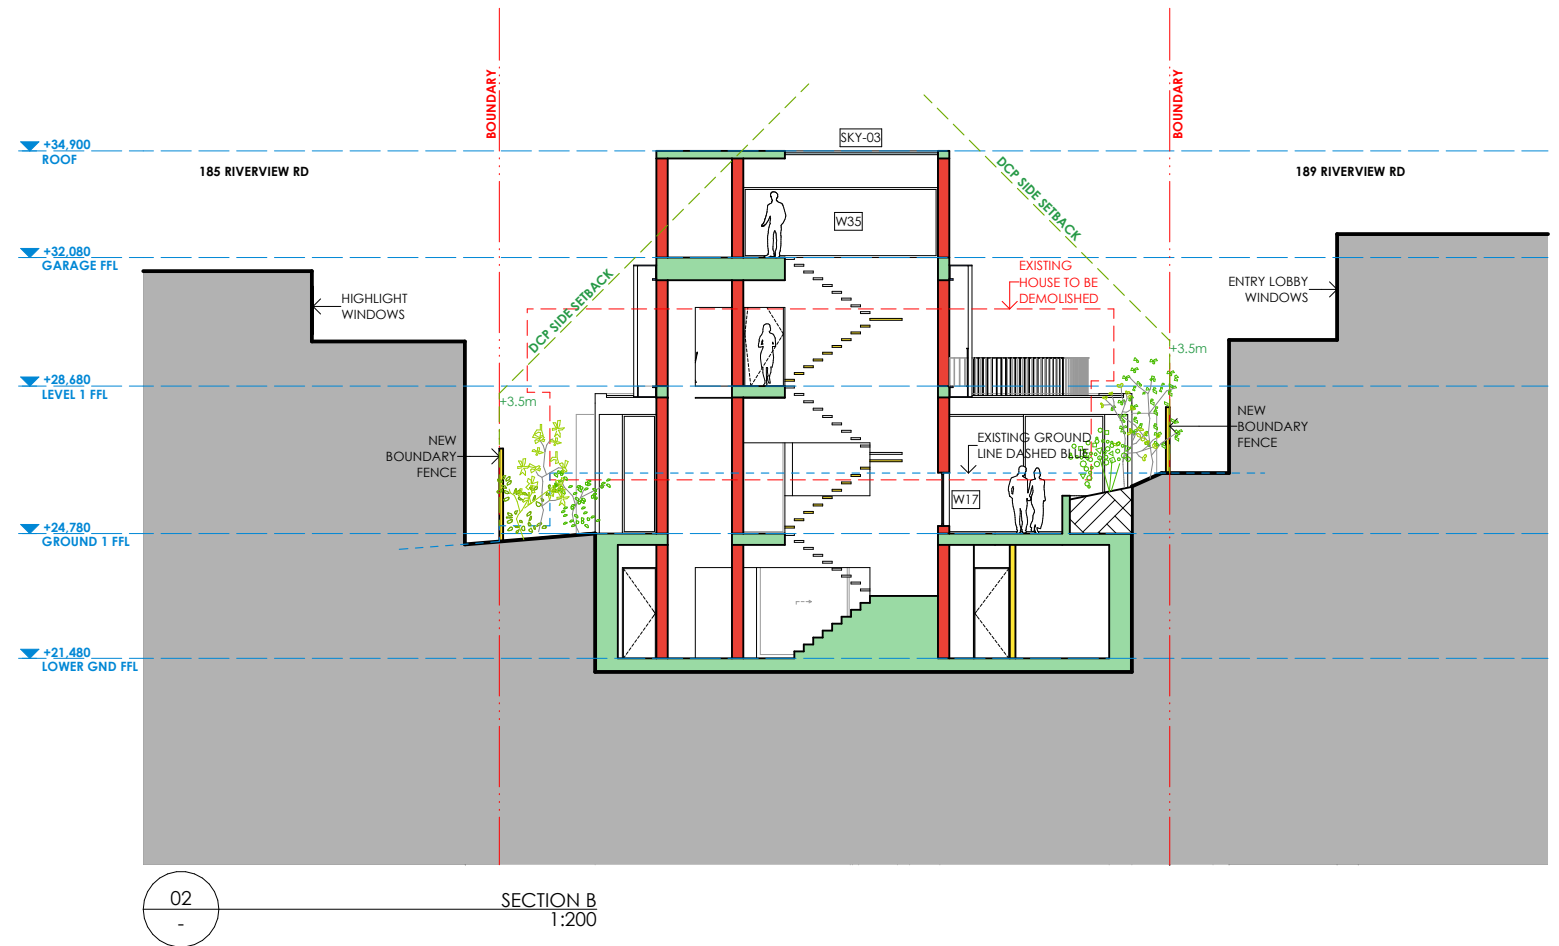 BOUNDARY
BOUNDARY
SKY-03
+34,900
ROOF
185 RIVERVIEW RD
189 RIVERVIEW RD
DCP SIDE SETBACK
W35
+32,080
GARAGE FFL
EXISTING
HOUSE TO BE
DEMOLISHED
ENTRY LOBBY
WINDOWS
HIGHLIGHT
WINDOWS
DCP SIDE SETBACK
+3.5m
+28,680
LEVEL 1 FFL
+3.5m
NEW
BOUNDARY
FENCE
NEW
BOUNDARY
FENCE
EXISTING GROUND
LINE DASHED BLUE
W17
+24,780
GROUND 1 FFL
+21,480
LOWER GND FFL
02
-
SECTION B
1:200